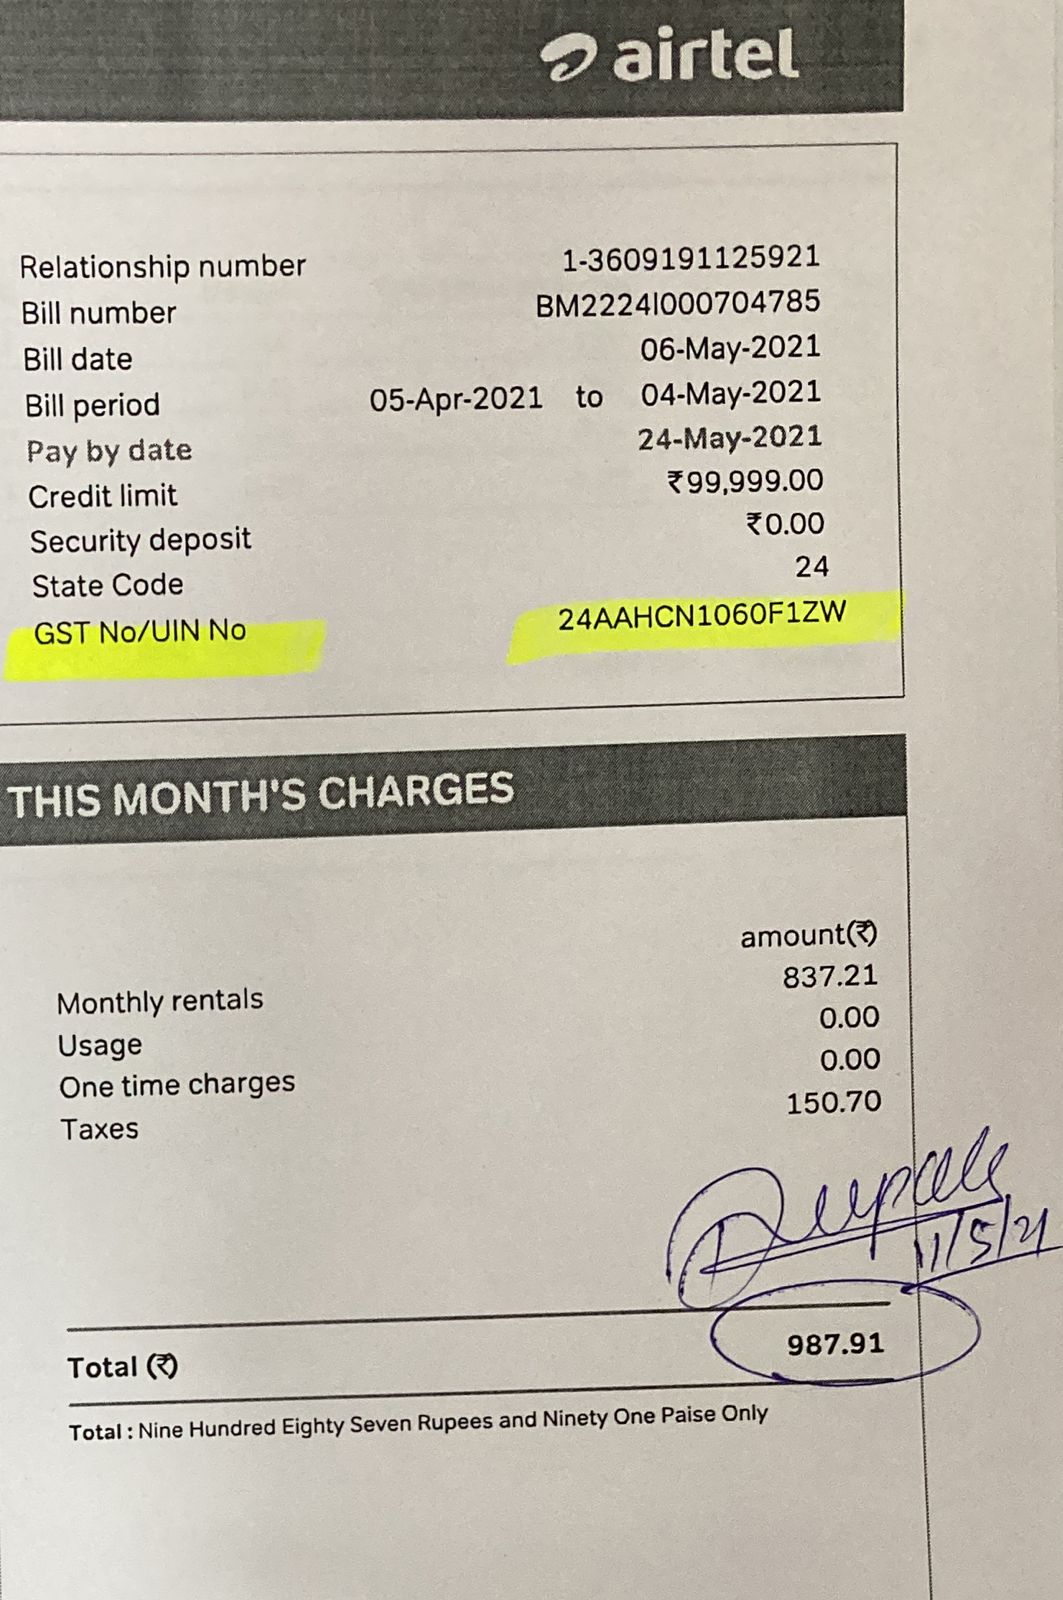 airtel
Relationship number 1-3609191125921
Bill number BM2224I000704785
Bill date 06-May-2021
Bill period 05-Apr-2021 to 04-May-2021
Pay by date 24-May-2021
Credit limit ₹99,999.00
Security deposit ₹0.00
State Code 24
GST No/UIN No 24AAHCN1060F1ZW
THIS MONTH'S CHARGES
amount(₹)
Monthly rentals 837.21
Usage 0.00
One time charges 0.00
Taxes 150.70
11/5/21
Total (₹) 987.91
Total : Nine Hundred Eighty Seven Rupees and Ninety One Paise Only